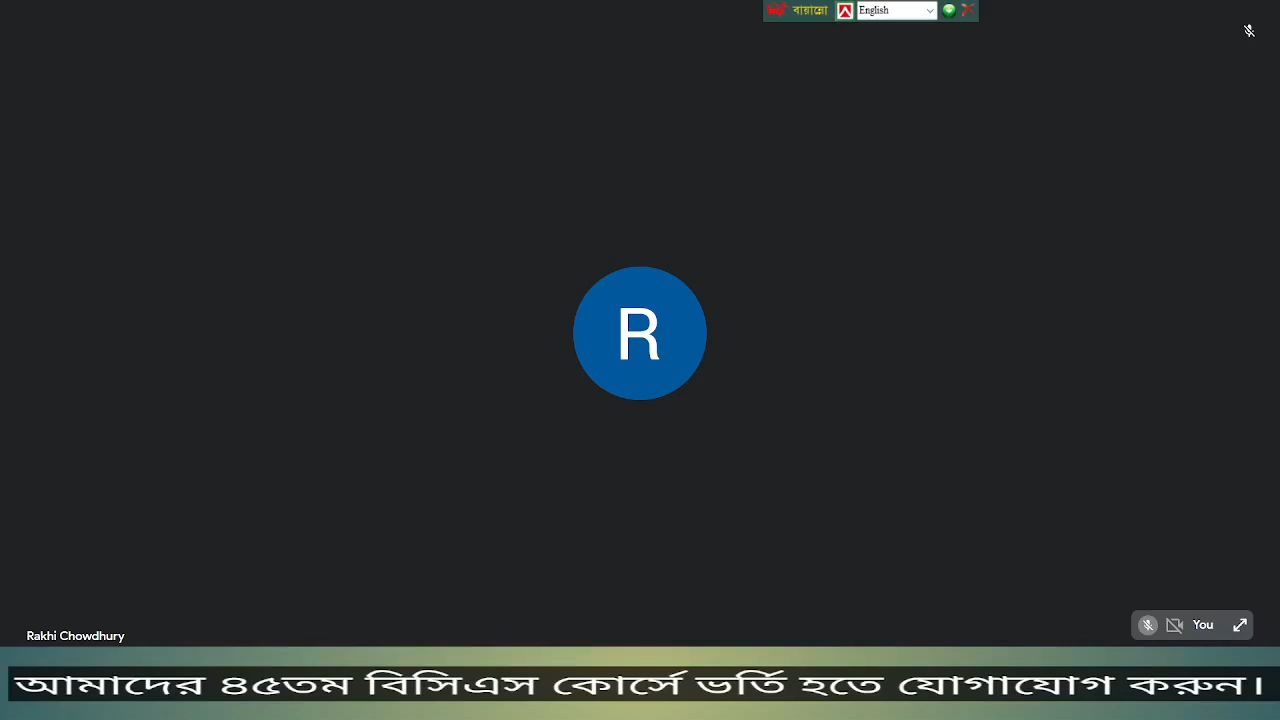 বায়ান্নো
English
R
Rakhi Chowdhury
You
আমাদের ৪৫তম বিসিএস কোর্সে ভর্তি হতে যোগাযোগ করুন।